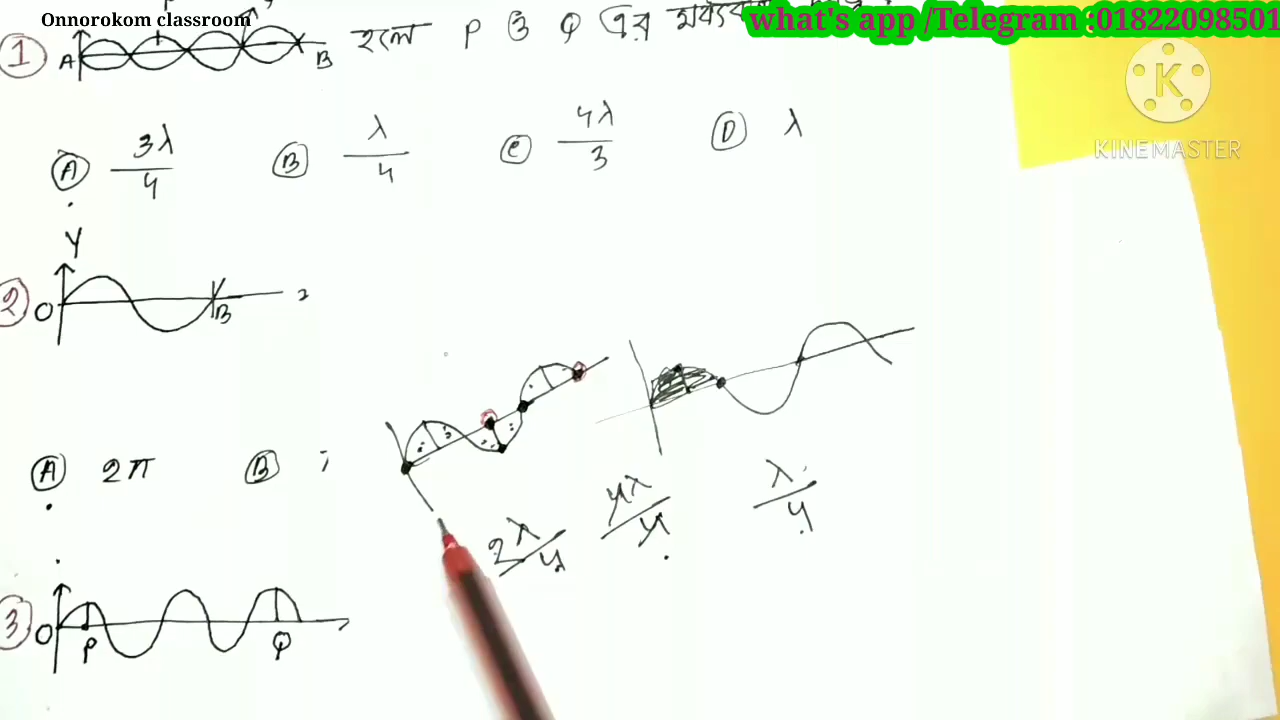 Onnorokom classroom
what's app /Telegram :01822098501
K
KINEMASTER
1 A B হলে P ও Q এর
A 3λ/4 B λ/4 C 4λ/3 D λ
Y
2 O B
A 2π B
2λ/4 4λ/4 λ/4
3 O P Q